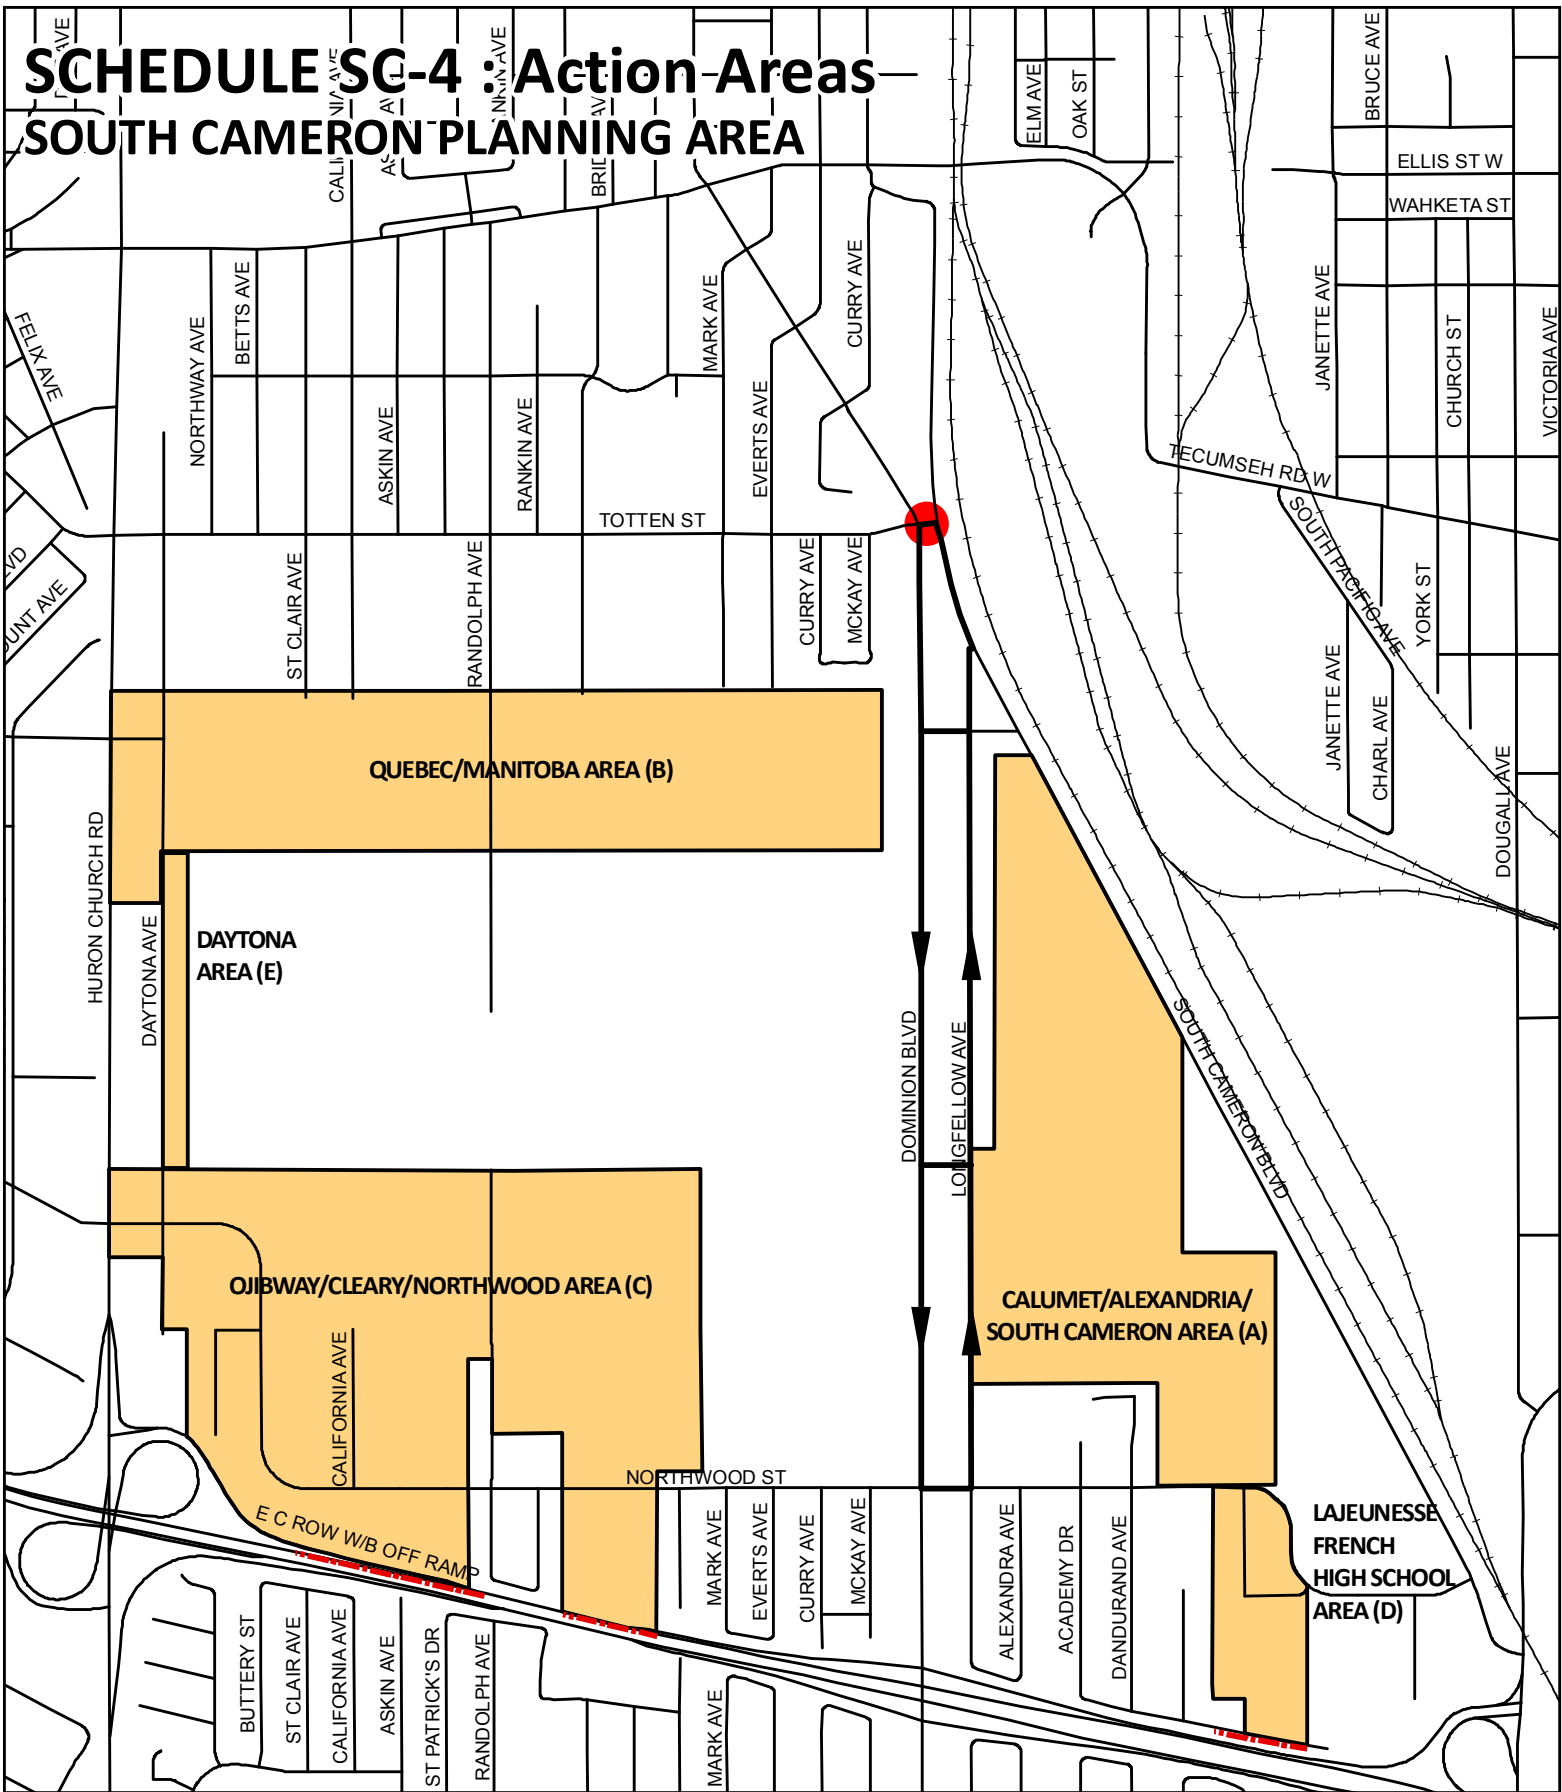 SCHEDULE SC-4 : Action Areas
SOUTH CAMERON PLANNING AREA
ELM AVE
OAK ST
BRUCE AVE
ELLIS ST W
WAHKETA ST
FELIX AVE
NORTHWAY AVE
BETTS AVE
ASKIN AVE
RANKIN AVE
MARK AVE
EVERTS AVE
CURRY AVE
JANETTE AVE
CHURCH ST
VICTORIA AVE
TECUMSEH RD W
TOTTEN ST
SOUTH PACIFIC AVE
ST CLAIR AVE
RANDOLPH AVE
CURRY AVE
MCKAY AVE
YORK ST
JANETTE AVE
CHARL AVE
DOUGALL AVE
QUEBEC/MANITOBA AREA (B)
HURON CHURCH RD
DAYTONA AVE
DAYTONA
AREA (E)
DOMINION BLVD
LONGFELLOW AVE
SOUTH CAMERON BLVD
OJIBWAY/CLEARY/NORTHWOOD AREA (C)
CALUMET/ALEXANDRIA/
SOUTH CAMERON AREA (A)
CALIFORNIA AVE
NORTHWOOD ST
E C ROW W/B OFF RAMP
MARK AVE
EVERTS AVE
CURRY AVE
MCKAY AVE
ALEXANDRA AVE
ACADEMY DR
DANDURAND AVE
LAJEUNESSE
FRENCH
HIGH SCHOOL
AREA (D)
BUTTERY ST
ST CLAIR AVE
CALIFORNIA AVE
ASKIN AVE
ST PATRICK'S DR
RANDOLPH AVE
MARK AVE